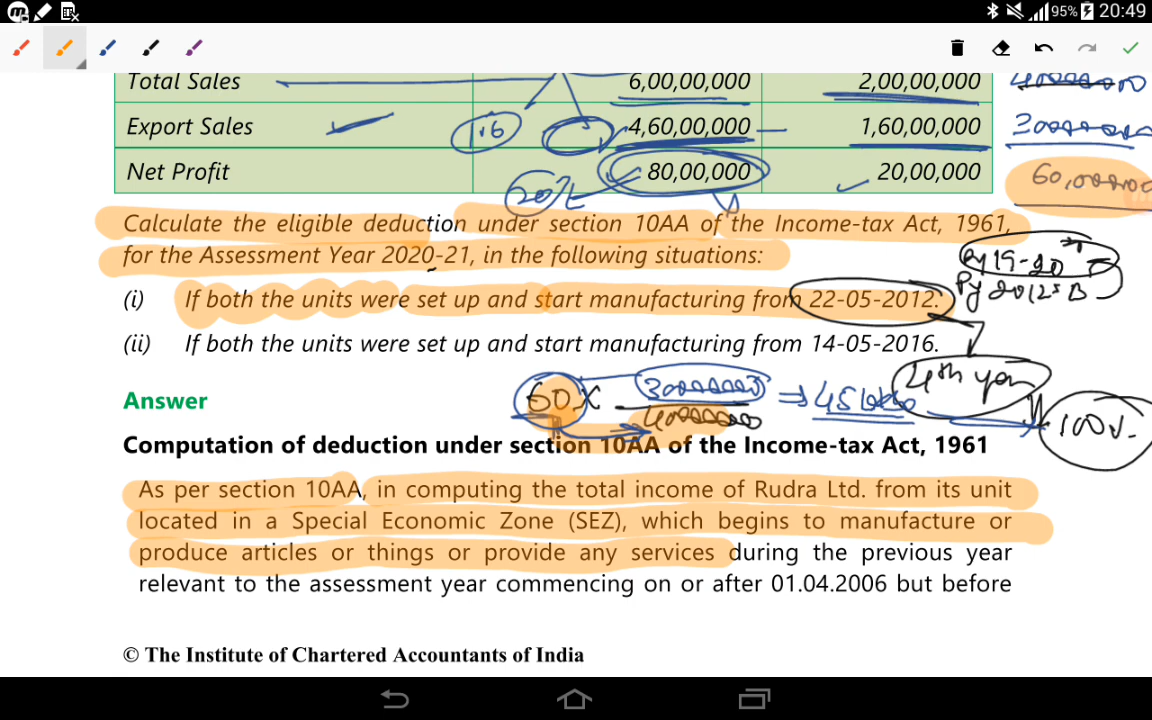 95% 20:49
Total Sales 6,00,00,000 2,00,00,000
Export Sales 1.6 4,60,00,000 1,60,00,000
Net Profit 80,00,000 20,00,000
Calculate the eligible deduction under section 10AA of the Income-tax Act, 1961,
for the Assessment Year 2020-21, in the following situations:
Py 19-20
(i) If both the units were set up and start manufacturing from 22-05-2012.
(ii) If both the units were set up and start manufacturing from 14-05-2016.
4th year
60 X
Answer
Computation of deduction under section 10AA of the Income-tax Act, 1961
As per section 10AA, in computing the total income of Rudra Ltd. from its unit
located in a Special Economic Zone (SEZ), which begins to manufacture or
produce articles or things or provide any services during the previous year
relevant to the assessment year commencing on or after 01.04.2006 but before
© The Institute of Chartered Accountants of India